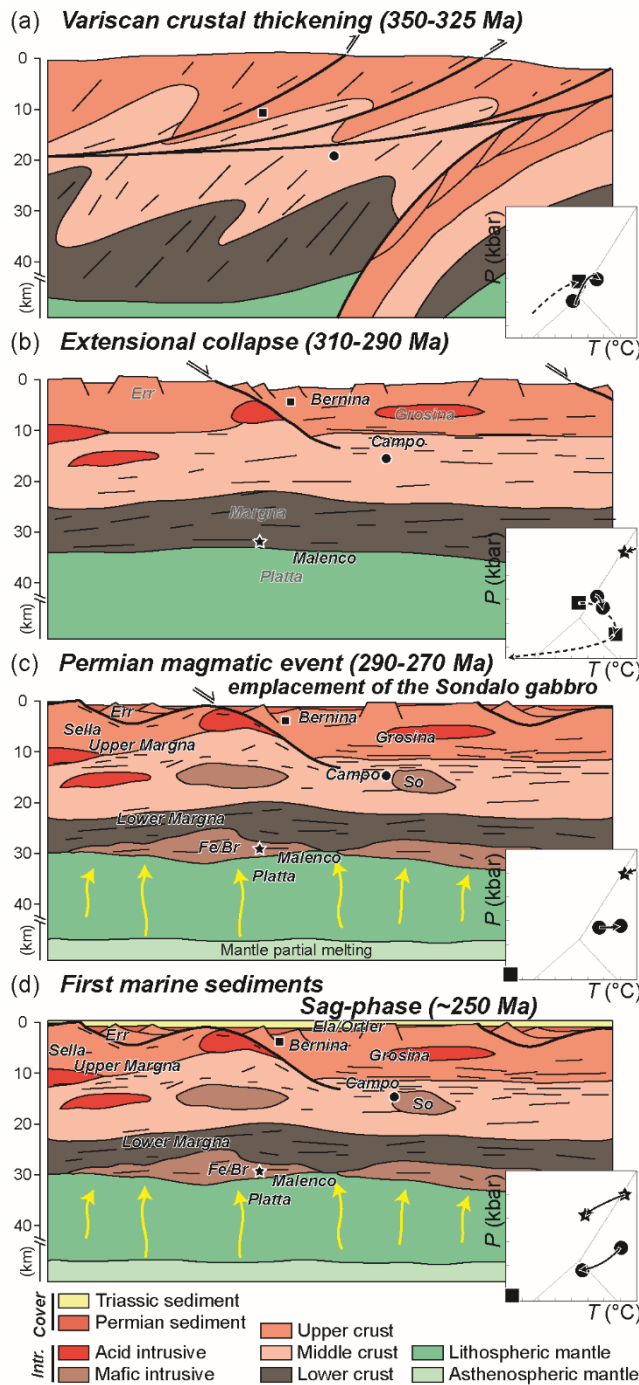 (a) Variscan crustal thickening (350-325 Ma)
0
10
20
30
40
(km)
P (kbar)
T (°C)
(b) Extensional collapse (310-290 Ma)
0
10
20
30
40
(km)
Err
Bernina
Grosina
Campo
Margna
Malenco
Platta
P (kbar)
T (°C)
(c) Permian magmatic event (290-270 Ma)
emplacement of the Sondalo gabbro
0
10
20
30
40
(km)
Err
Bernina
Sella
Upper Margna
Grosina
Campo
So
Lower Margna
Fe/Br
Malenco
Platta
Mantle partial melting
P (kbar)
T (°C)
(d) First marine sediments
Sag-phase (~250 Ma)
0
10
20
30
40
(km)
Ela/Ortler
Err
Bernina
Sella
Upper Margna
Grosina
Campo
So
Lower Margna
Fe/Br
Malenco
Platta
P (kbar)
T (°C)
Cover
Triassic sediment
Permian sediment
Intr.
Acid intrusive
Mafic intrusive
Upper crust
Middle crust
Lower crust
Lithospheric mantle
Asthenospheric mantle